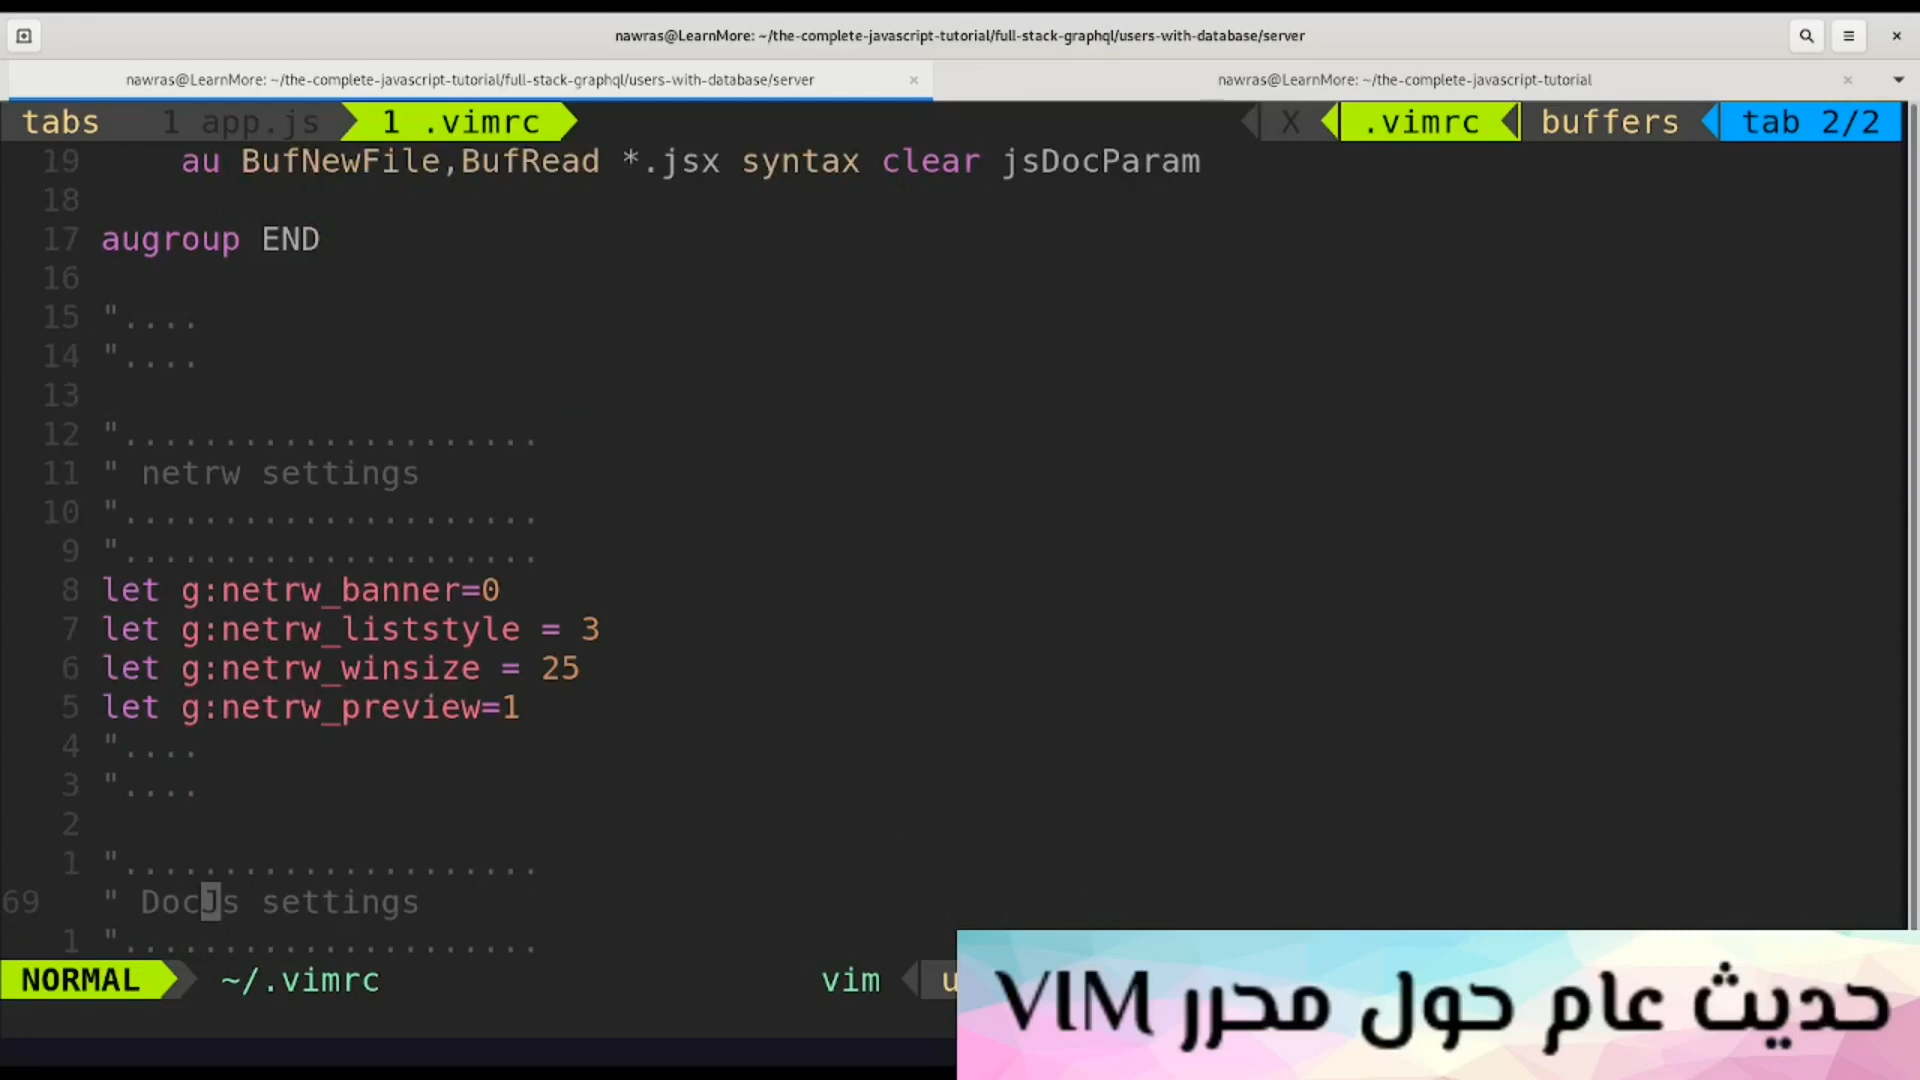 nawras@LearnMore: ~/the-complete-javascript-tutorial/full-stack-graphql/users-with-database/server
nawras@LearnMore: ~/the-complete-javascript-tutorial/full-stack-graphql/users-with-database/server × nawras@LearnMore: ~/the-complete-javascript-tutorial ×
tabs 1 app.js 1 .vimrc X .vimrc buffers tab 2/2
19 au BufNewFile,BufRead *.jsx syntax clear jsDocParam
18
17 augroup END
16
15 "....
14 "....
13
12 ".....................
11 " netrw settings
10 ".....................
9 ".....................
8 let g:netrw_banner=0
7 let g:netrw_liststyle = 3
6 let g:netrw_winsize = 25
5 let g:netrw_preview=1
4 "....
3 "....
2
1 ".....................
69 " DocJs settings
1 ".....................
NORMAL ~/.vimrc vim u
حديث عام حول محرر VIM